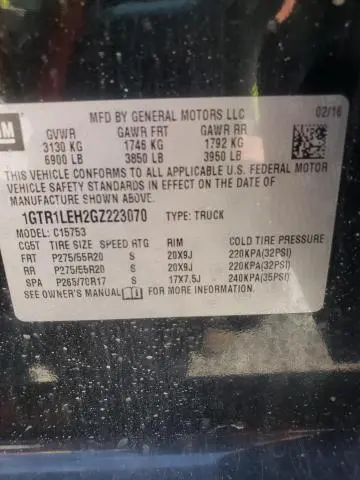 GM
MFD BY GENERAL MOTORS LLC 02/16
GVWR GAWR FRT GAWR RR
3130 KG 1746 KG 1792 KG
6900 LB 3850 LB 3950 LB
THIS VEHICLE CONFORMS TO ALL APPLICABLE U.S. FEDERAL MOTOR
VEHICLE SAFETY STANDARDS IN EFFECT ON THE DATE OF
MANUFACTURE SHOWN ABOVE.
1GTR1LEH2GZ223070 TYPE: TRUCK
MODEL: C15753
CG5T TIRE SIZE SPEED RTG RIM COLD TIRE PRESSURE
FRT P275/55R20 S 20X9J 220KPA(32PSI)
RR P275/55R20 S 20X9J 220KPA(32PSI)
SPA P265/70R17 S 17X7.5J 240KPA(35PSI)
SEE OWNER'S MANUAL FOR MORE INFORMATION.